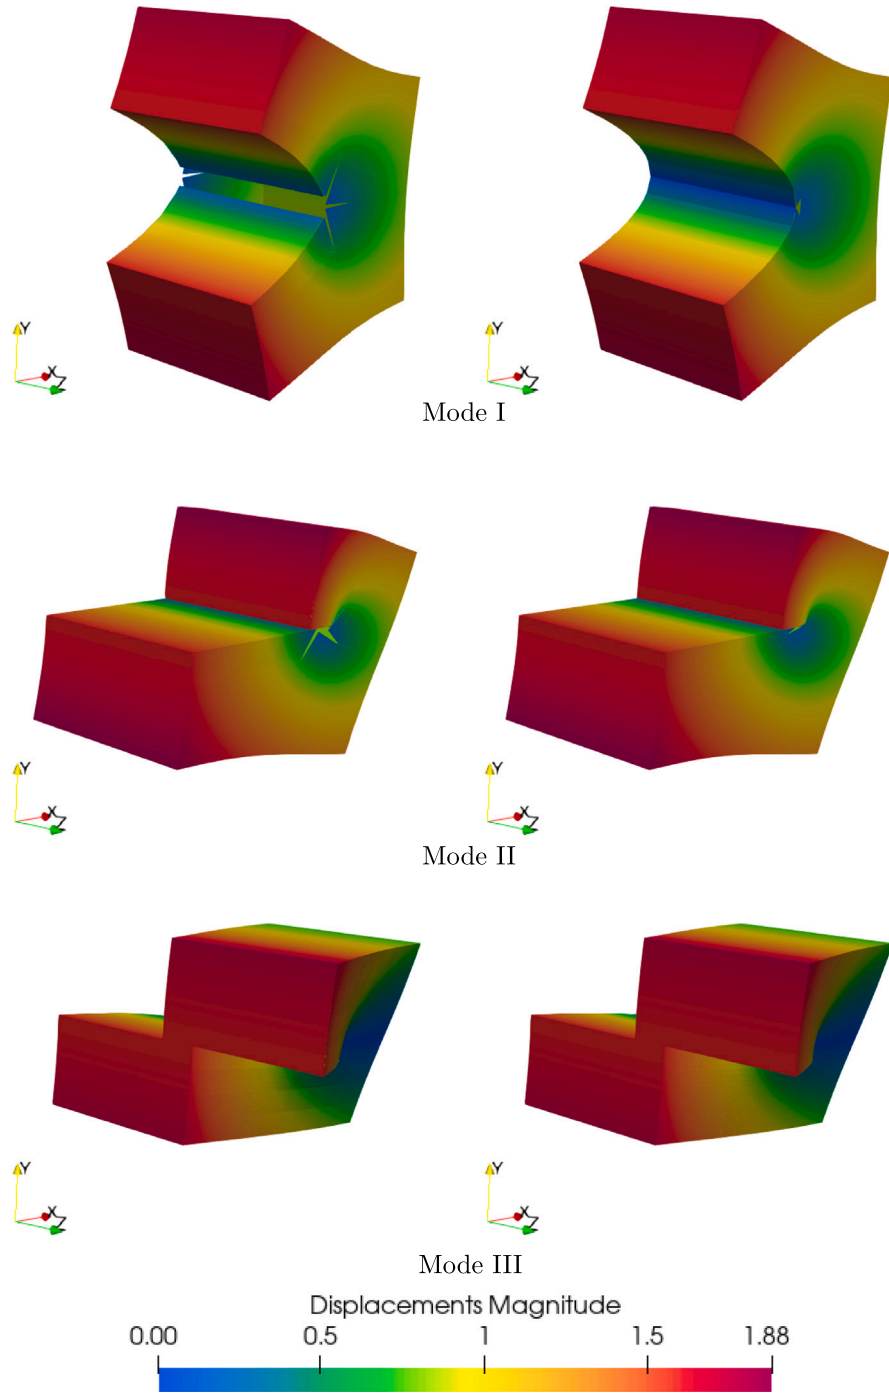 Y
X
Z
Y
X
Z
Mode I
Y
X
Z
Y
X
Z
Mode II
Y
X
Z
Y
X
Z
Mode III
Displacements Magnitude
0.00 0.5 1 1.5 1.88